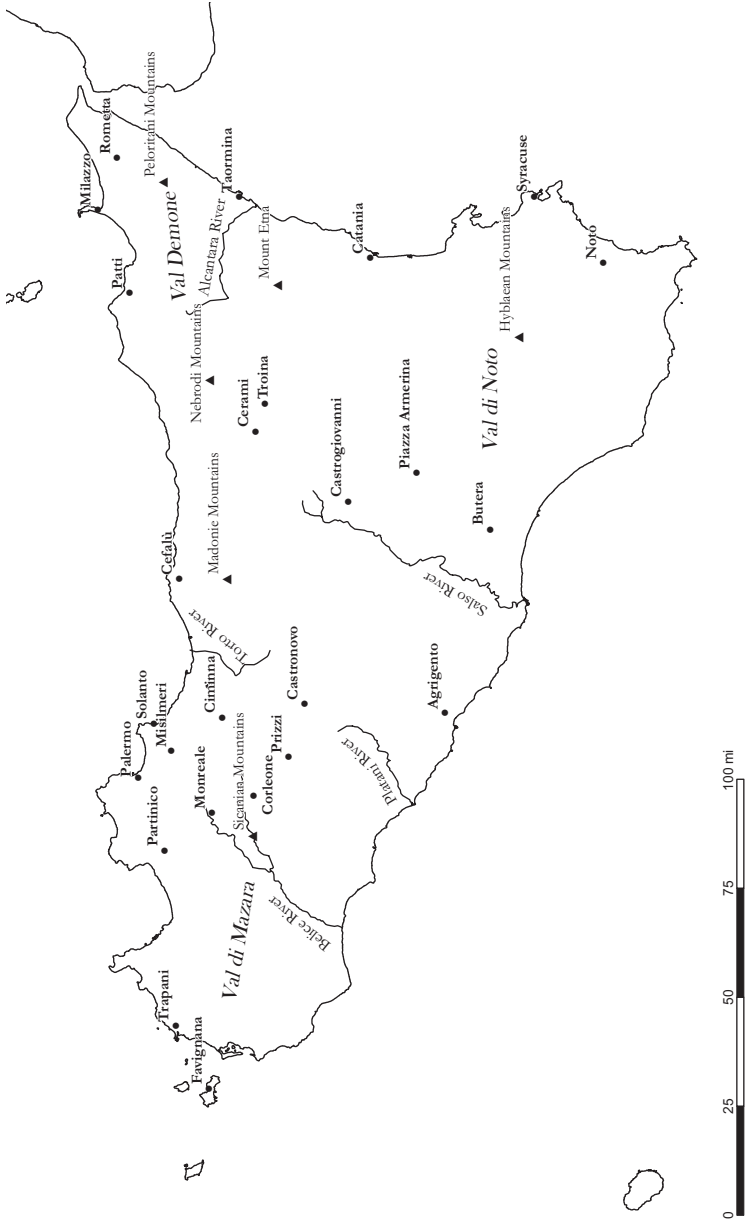 Peloritani Mountains
Rometta
Milazzo
Taormina
Val Demone
Alcantara River
Mount Etna
Patti
Catania
Syracuse
Hyblaean Mountains
Noto
Nebrodi Mountains
Cerami
Troina
Val di Noto
Castrogiovanni
Piazza Armerina
Butera
Madonie Mountains
Cefalù
Salso River
Torto River
Solanto
Misilmeri
Palermo
Ciminna
Castronovo
Agrigento
Monreale
Sicanian Mountains
Prizzi
Corleone
Platani River
Partinico
Val di Mazara
Belice River
Trapani
Favignana
0 25 50 75 100 mi